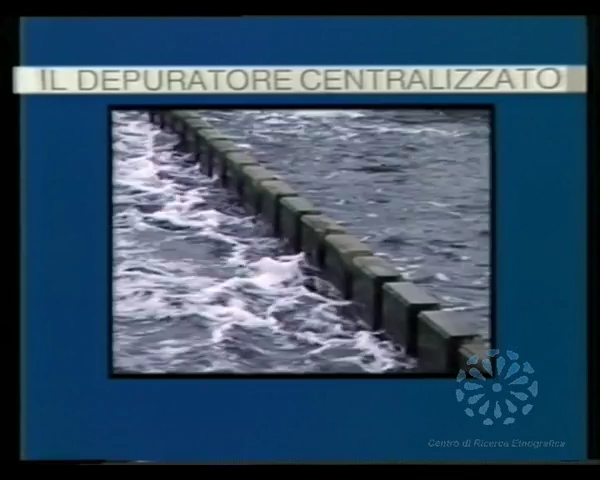 IL DEPURATORE CENTRALIZZATO
Centro di Ricerca Etnografica